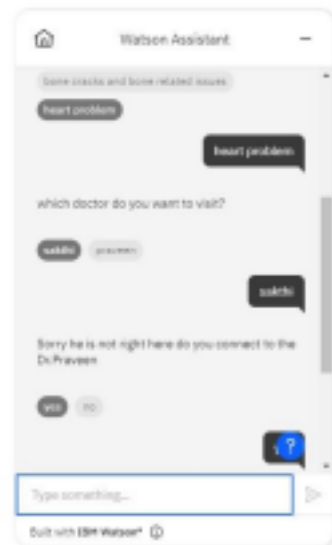 Watson Assistant
bone cracks and bone related issues
heart problem
heart problem
which doctor do you want to visit?
sakthi praveen
sakthi
Sorry he is not right here do you connect to the
Dr.Praveen
yes no
?
Type something...
Built with IBM Watson®